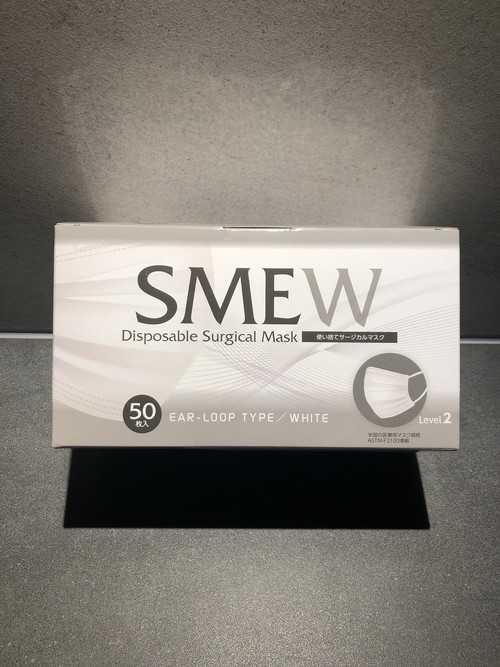 SMEW
Disposable Surgical Mask 使い捨てサージカルマスク
50
枚入
EAR-LOOP TYPE/WHITE
Level 2
米国の医療用マスク規格
ASTM-F2100準拠